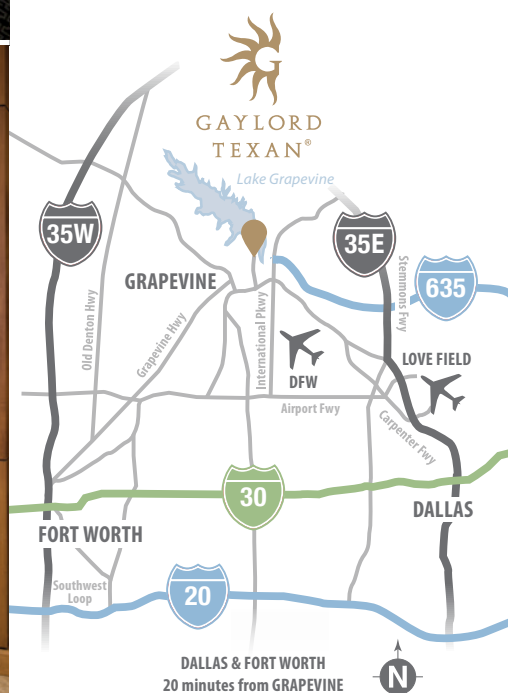 G
GAYLORD
TEXAN®
Lake Grapevine
35W
35E
GRAPEVINE
635
Stemmons Fwy
Old Denton Hwy
Grapevine Hwy
International Pkwy
DFW
LOVE FIELD
Airport Fwy
Carpenter Fwy
30
DALLAS
FORT WORTH
Southwest
Loop
20
DALLAS & FORT WORTH
20 minutes from GRAPEVINE
N